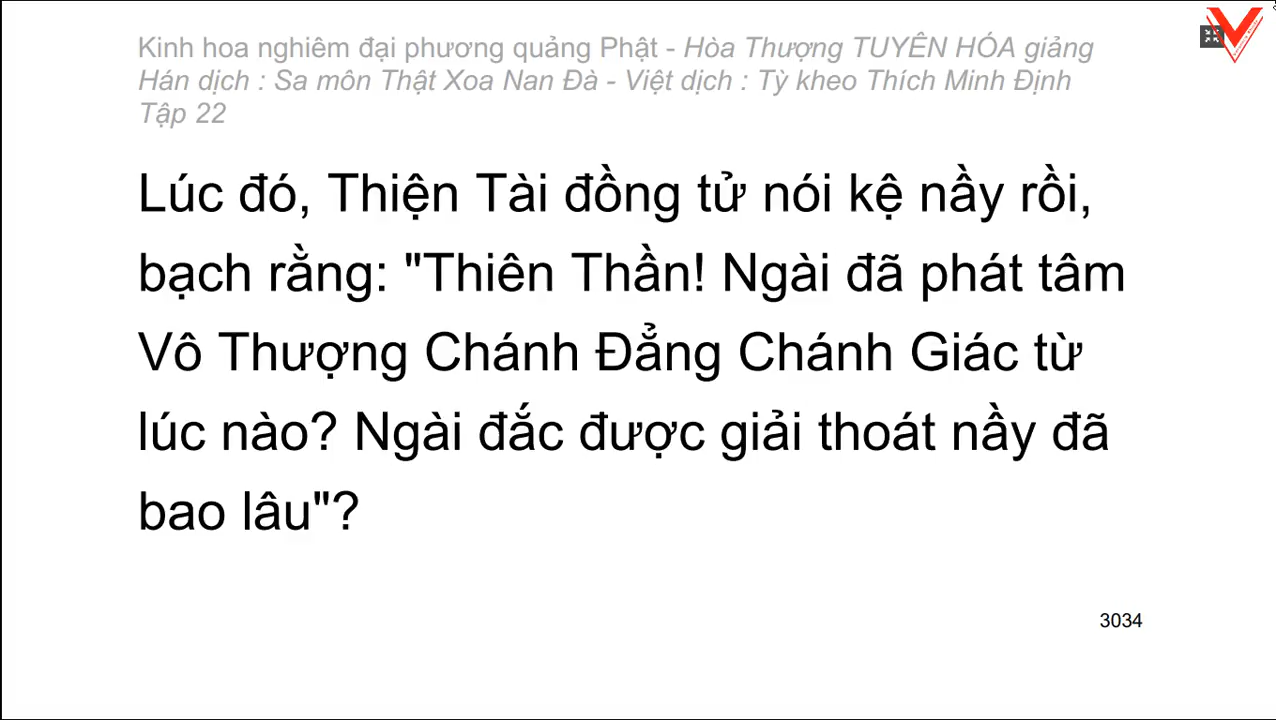 Kinh hoa nghiêm đại phương quảng Phật - Hòa Thượng TUYÊN HÓA giảng
Hán dịch : Sa môn Thật Xoa Nan Đà - Việt dịch : Tỳ kheo Thích Minh Định
Tập 22
Lúc đó, Thiện Tài đồng tử nói kệ nầy rồi,
bạch rằng: "Thiên Thần! Ngài đã phát tâm
Vô Thượng Chánh Đẳng Chánh Giác từ
lúc nào? Ngài đắc được giải thoát nầy đã
bao lâu"?
3034